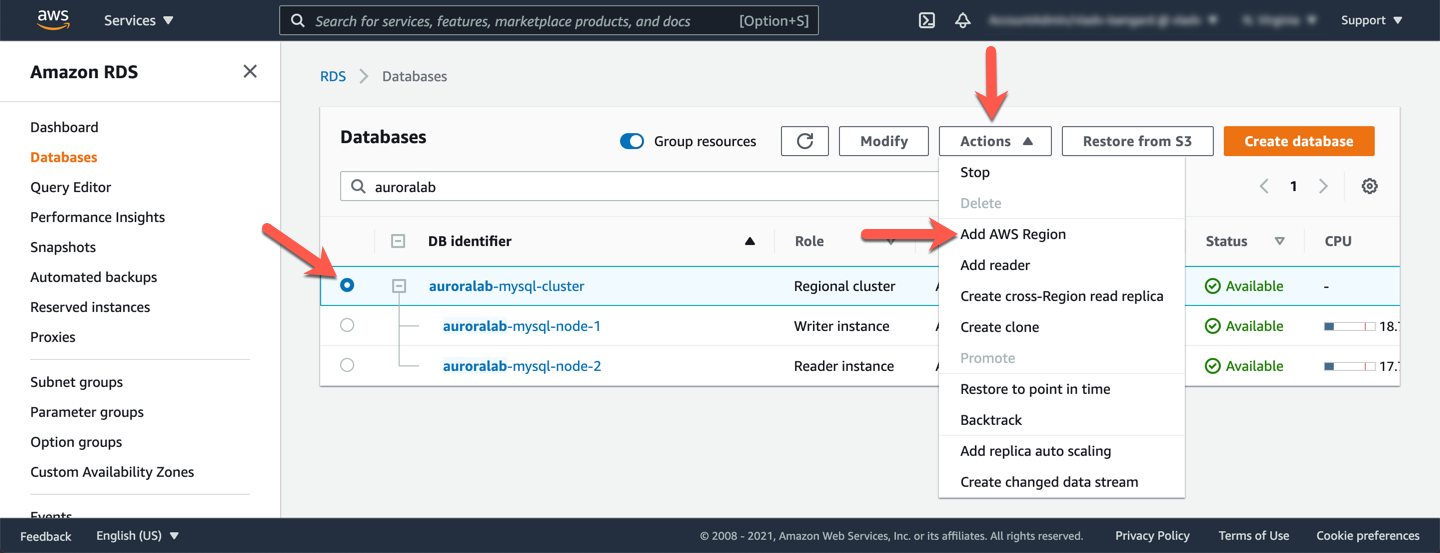 aws Services Search for services, features, marketplace products, and docs [Option+S] Support
Amazon RDS
RDS Databases
Dashboard
Databases
Query Editor
Performance Insights
Snapshots
Automated backups
Reserved instances
Proxies
Subnet groups
Parameter groups
Option groups
Custom Availability Zones
Events
Databases Group resources Modify Actions Restore from S3 Create database
auroralab 1
DB identifier Role Status CPU
auroralab-mysql-cluster Regional cluster Available -
auroralab-mysql-node-1 Writer instance Available
auroralab-mysql-node-2 Reader instance Available
Stop
Delete
Add AWS Region
Add reader
Create cross-Region read replica
Create clone
Promote
Restore to point in time
Backtrack
Add replica auto scaling
Create changed data stream
Feedback English (US) © 2008 - 2021, Amazon Web Services, Inc. or its affiliates. All rights reserved. Privacy Policy Terms of Use Cookie preferences